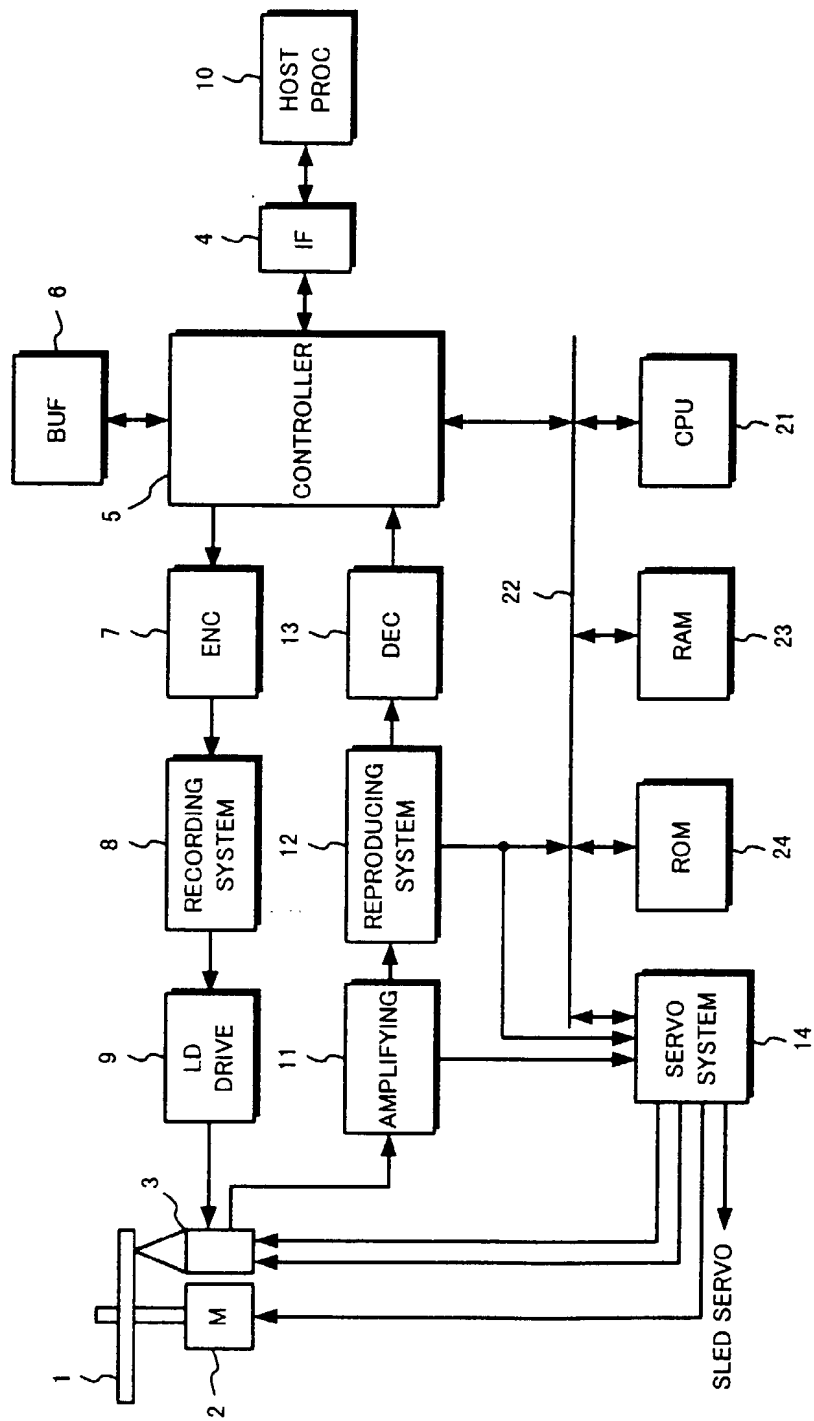 1
2
M
3
9
LD
DRIVE
8
RECORDING
SYSTEM
7
ENC
5
CONTROLLER
6
BUF
4
IF
10
HOST
PROC
11
AMPLIFYING
12
REPRODUCING
SYSTEM
13
DEC
22
SLED SERVO
SERVO
SYSTEM
14
ROM
24
RAM
23
CPU
21